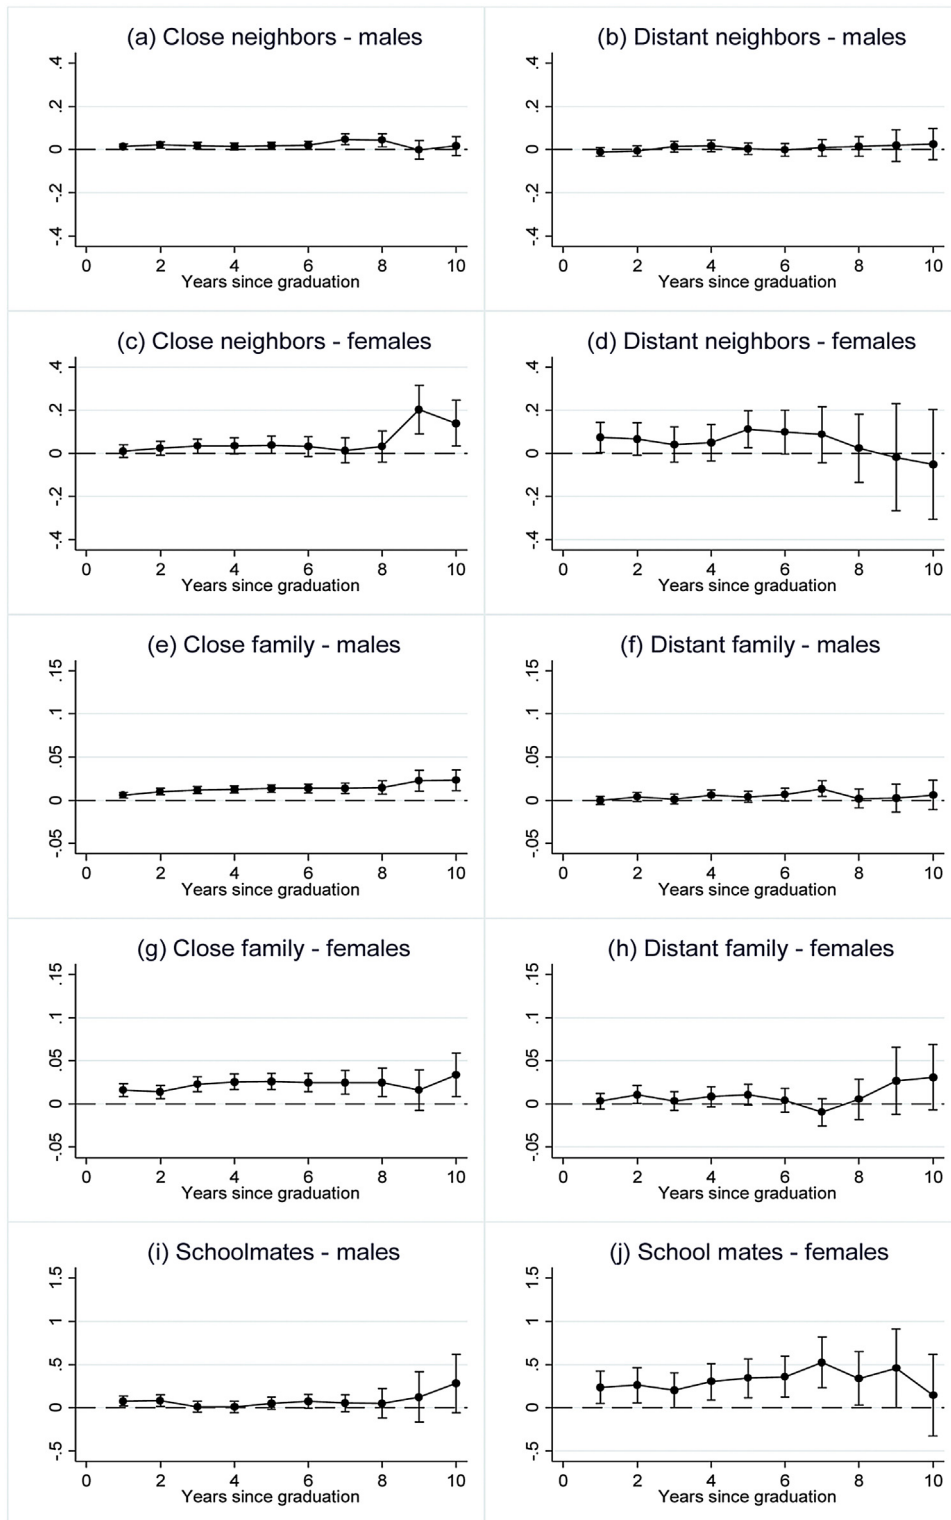 (a) Close neighbors - males
.4
.2
0
-.2
-.4
0 2 4 6 8 10
Years since graduation
(b) Distant neighbors - males
.4
.2
0
-.2
-.4
0 2 4 6 8 10
Years since graduation
(c) Close neighbors - females
.4
.2
0
-.2
-.4
0 2 4 6 8 10
Years since graduation
(d) Distant neighbors - females
.4
.2
0
-.2
-.4
0 2 4 6 8 10
Years since graduation
(e) Close family - males
.15
.1
.05
0
-.05
0 2 4 6 8 10
Years since graduation
(f) Distant family - males
.15
.1
.05
0
-.05
0 2 4 6 8 10
Years since graduation
(g) Close family - females
.15
.1
.05
0
-.05
0 2 4 6 8 10
Years since graduation
(h) Distant family - females
.15
.1
.05
0
-.05
0 2 4 6 8 10
Years since graduation
(i) Schoolmates - males
1.5
1
.5
0
-.5
0 2 4 6 8 10
Years since graduation
(j) School mates - females
1.5
1
.5
0
-.5
0 2 4 6 8 10
Years since graduation